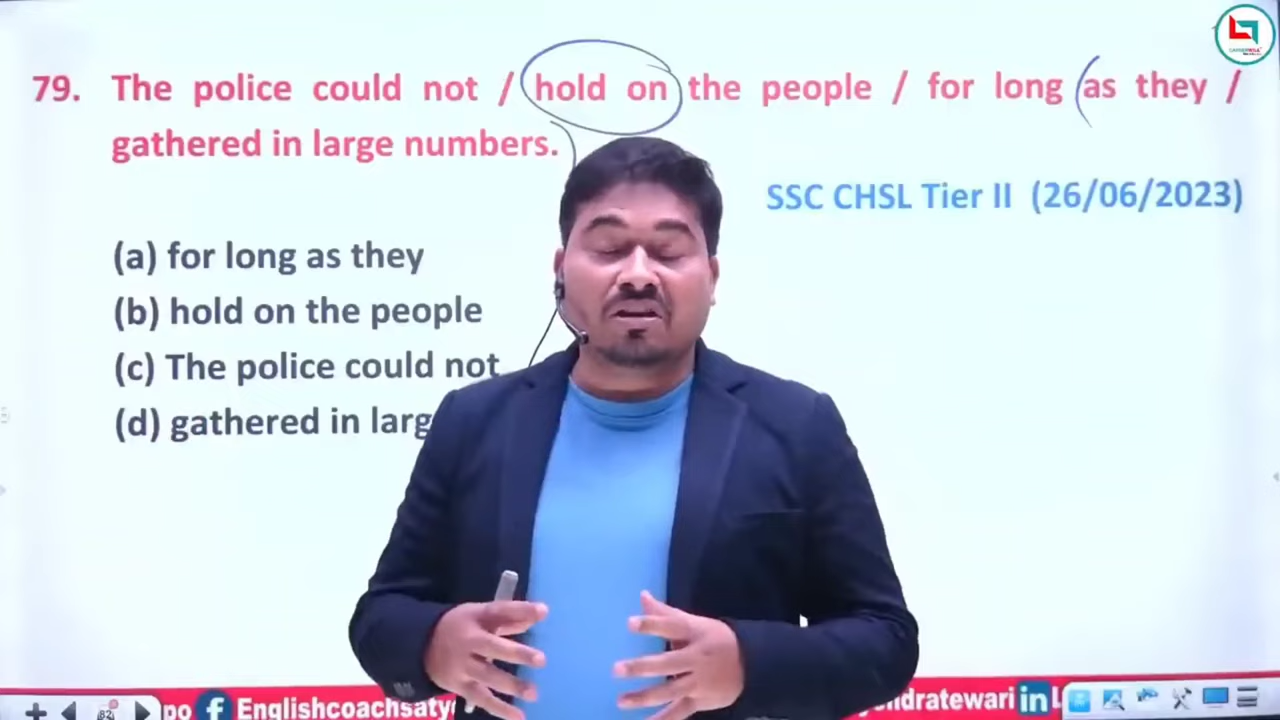 79. The police could not / hold on the people / for long as they /
gathered in large numbers.
SSC CHSL Tier II (26/06/2023)
(a) for long as they
(b) hold on the people
(c) The police could not
(d) gathered in larg
Englishcoachsaty